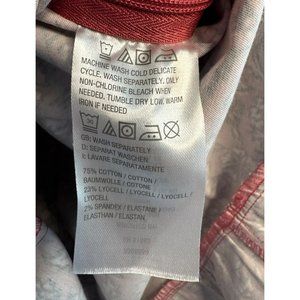 MACHINE WASH COLD DELICATE
CYCLE, WASH SEPARATELY, ONLY
NON-CHLORINE BLEACH WHEN
NEEDED, TUMBLE DRY LOW, WARM
IRON IF NEEDED
30
GB: WASH SEPARATELY
D: SEPARAT WASCHEN
I: LAVARE SEPARATAMENTE
75% COTTON / COTON /
BAUMWOLLE / COTONE
23% LYOCELL / LYOCELL / LYOCELL /
LYOCELL
2% SPANDEX / ELASTANE /
ELASTHAN / ELASTAN